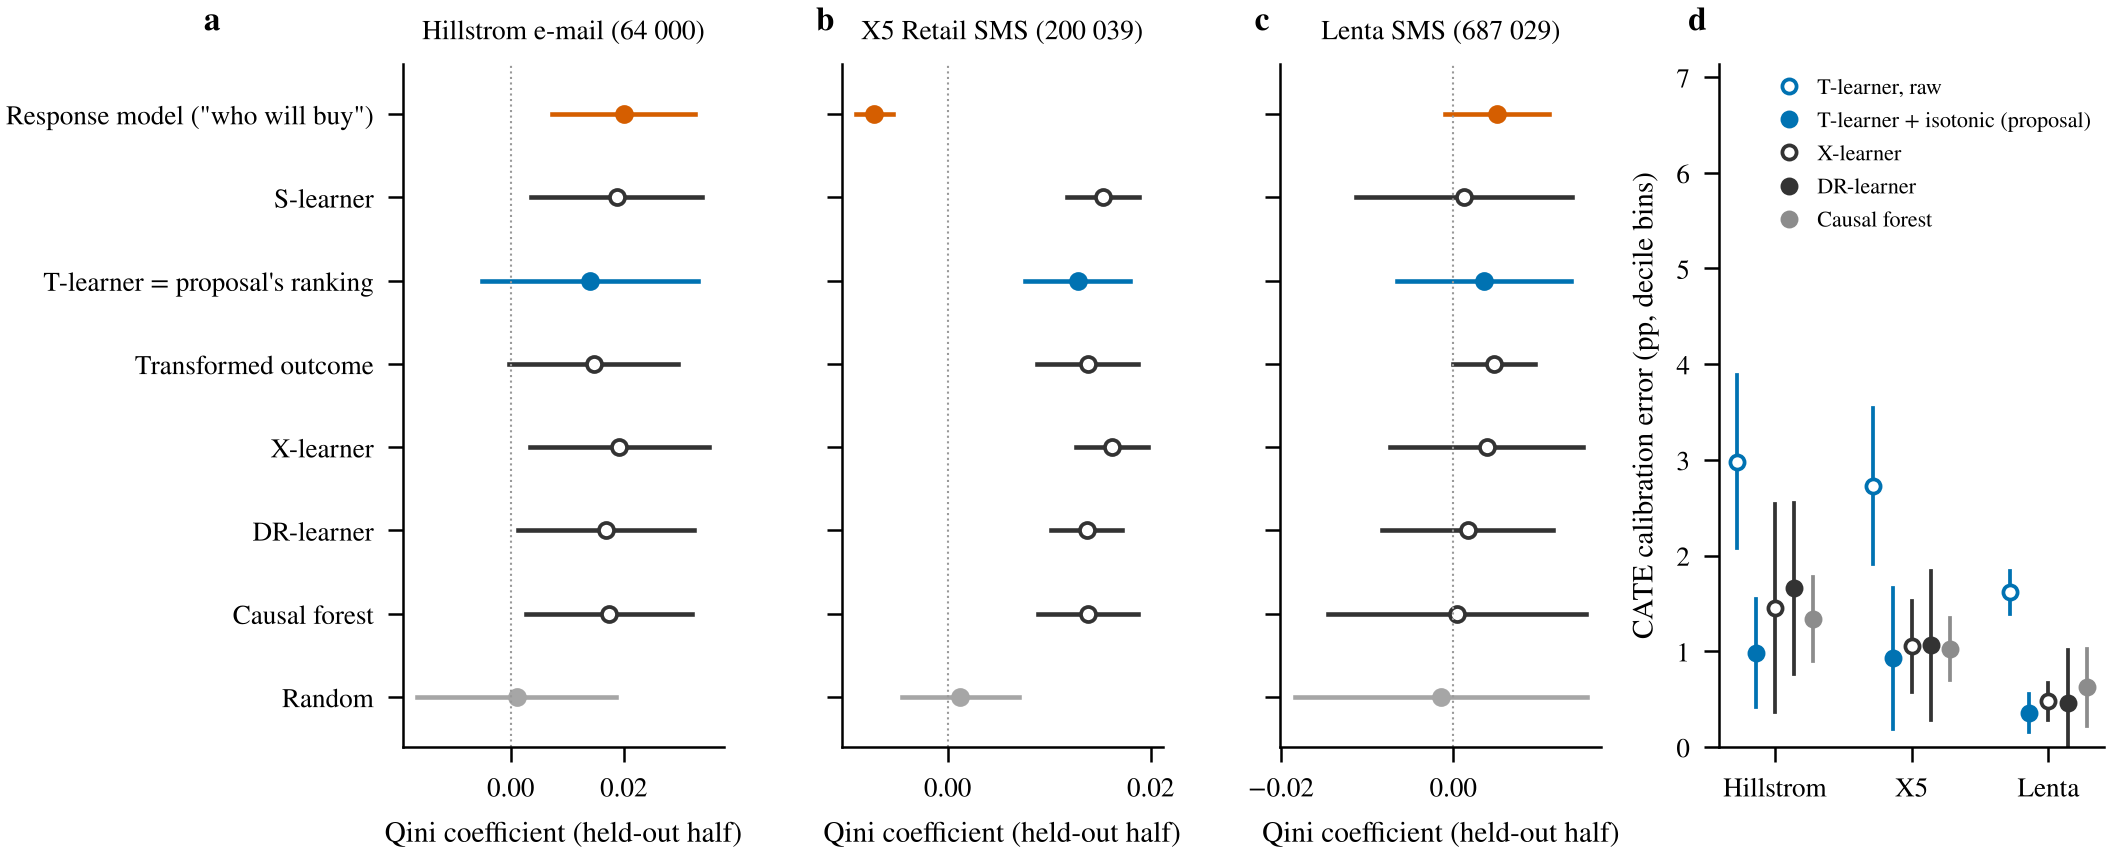 a
Hillstrom e-mail (64 000)
b
X5 Retail SMS (200 039)
c
Lenta SMS (687 029)
d
Response model ("who will buy")
S-learner
T-learner = proposal's ranking
Transformed outcome
X-learner
DR-learner
Causal forest
Random
0.00
0.02
Qini coefficient (held-out half)
0.00
0.02
Qini coefficient (held-out half)
−0.02
0.00
Qini coefficient (held-out half)
CATE calibration error (pp, decile bins)
7
6
5
4
3
2
1
0
T-learner, raw
T-learner + isotonic (proposal)
X-learner
DR-learner
Causal forest
Hillstrom
X5
Lenta